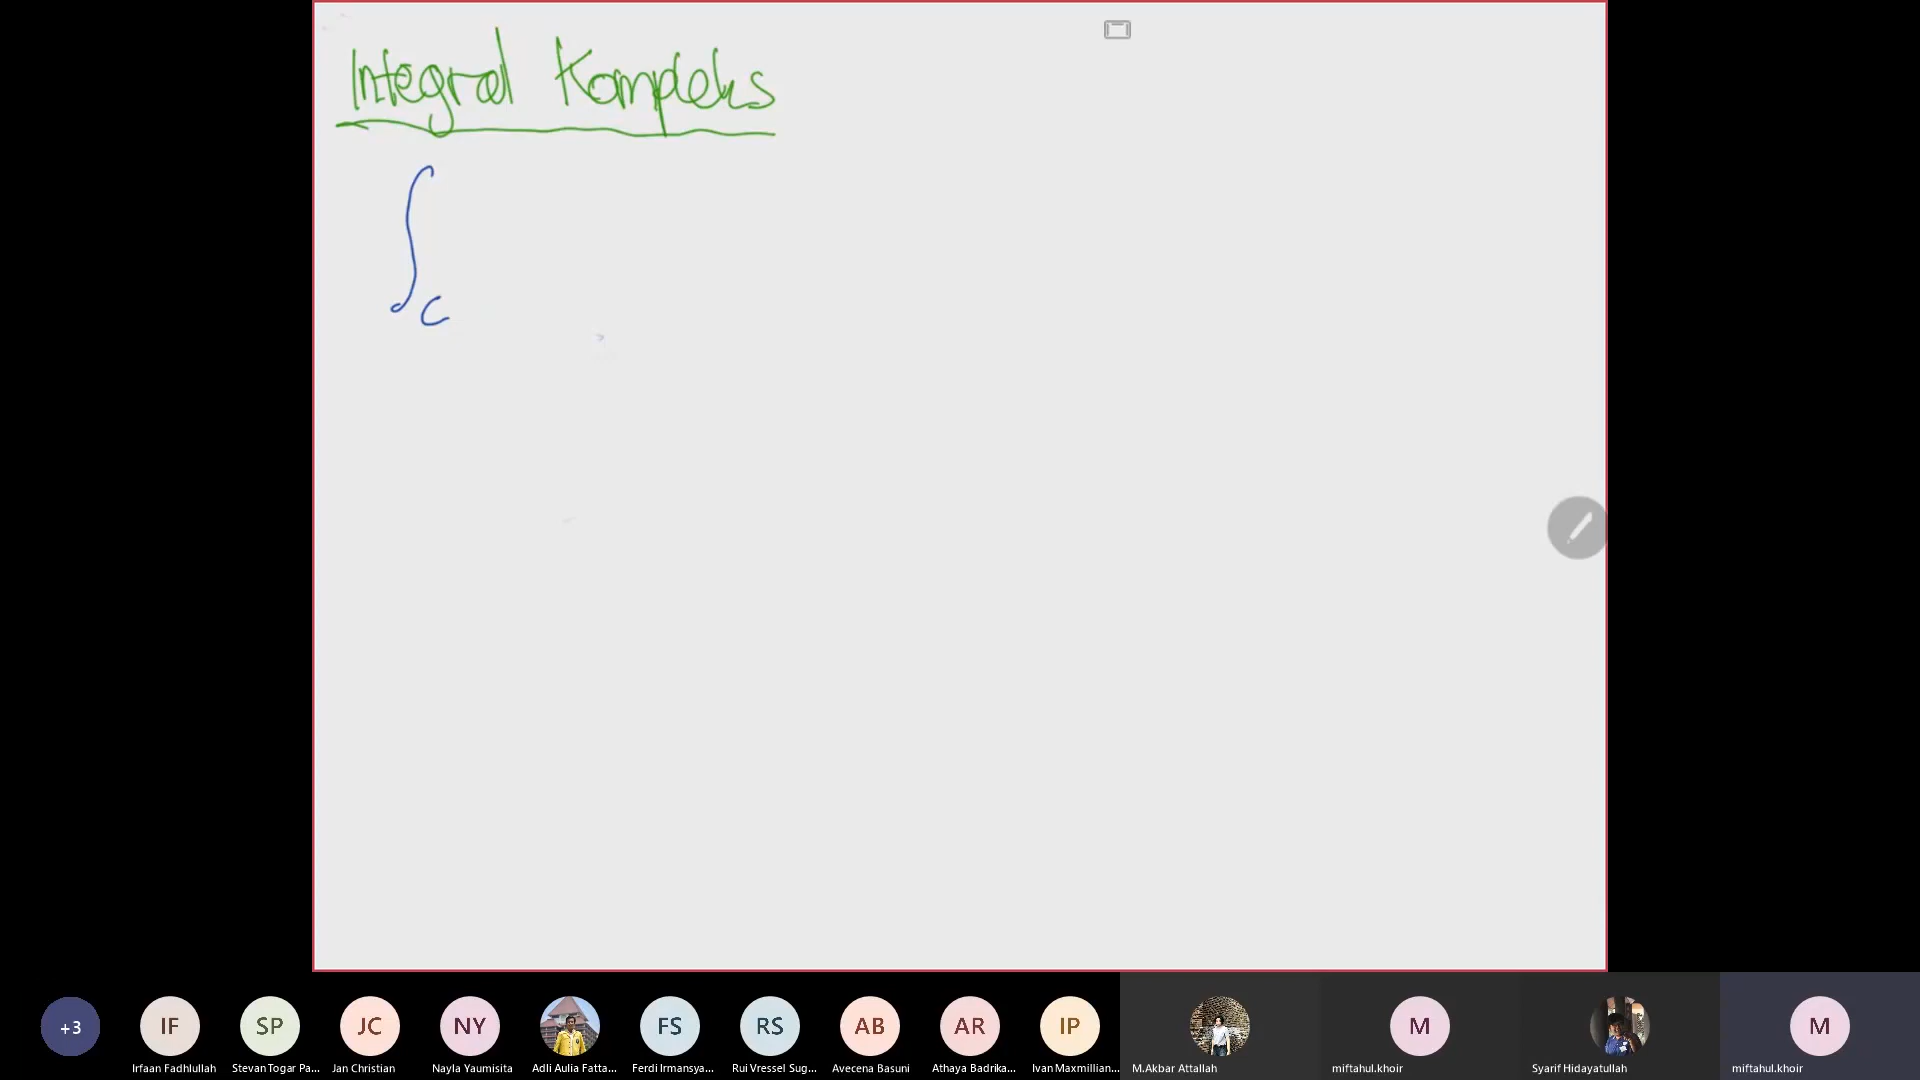 Integral Kompleks
∫C
+3
IF
SP
JC
NY
FS
RS
AB
AR
IP
M
M
Irfaan Fadhlullah
Stevan Togar Pa...
Jan Christian
Nayla Yaumisita
Adli Aulia Fatta...
Ferdi Irmansya...
Rui Vressel Sug...
Avecena Basuni
Athaya Badrika...
Ivan Maxmillian...
M.Akbar Attallah
miftahul.khoir
Syarif Hidayatullah
miftahul.khoir